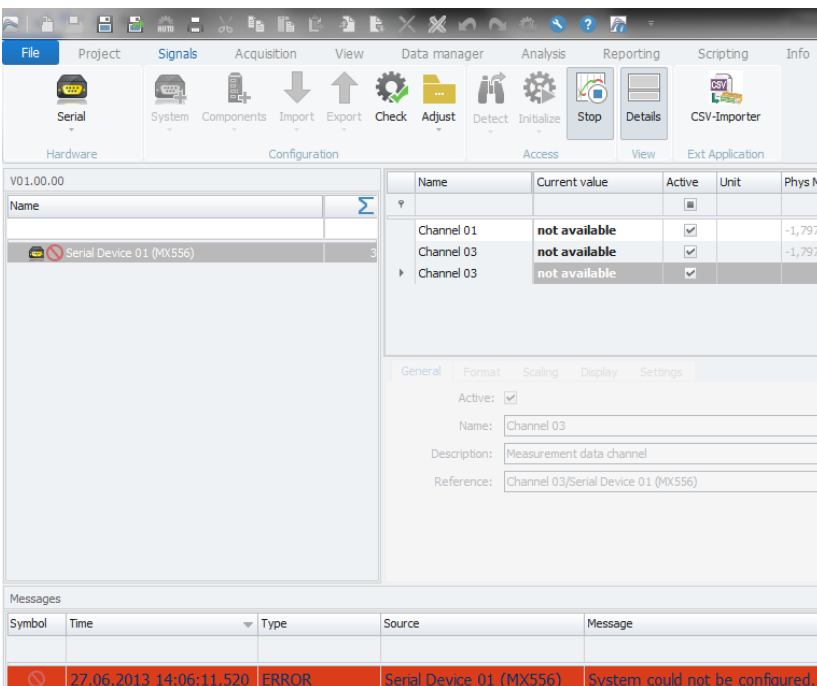 AUTO
File Project Signals Acquisition View Data manager Analysis Reporting Scripting Info
CSV
Serial System Components Import Export Check Adjust Detect Initialize Stop Details CSV-Importer
Hardware Configuration Access View Ext Application
V01.00.00
Name
Serial Device 01 (MX556) 3
Name Current value Active Unit Phys
Channel 01 not available -1,797
Channel 03 not available -1,797
Channel 03 not available
General Format Scaling Display Settings
Active:
Name: Channel 03
Description: Measurement data channel
Reference: Channel 03/Serial Device 01 (MX556)
Messages
Symbol Time Type Source Message
27.06.2013 14:06:11.520 ERROR Serial Device 01 (MX556) System could not be configured.